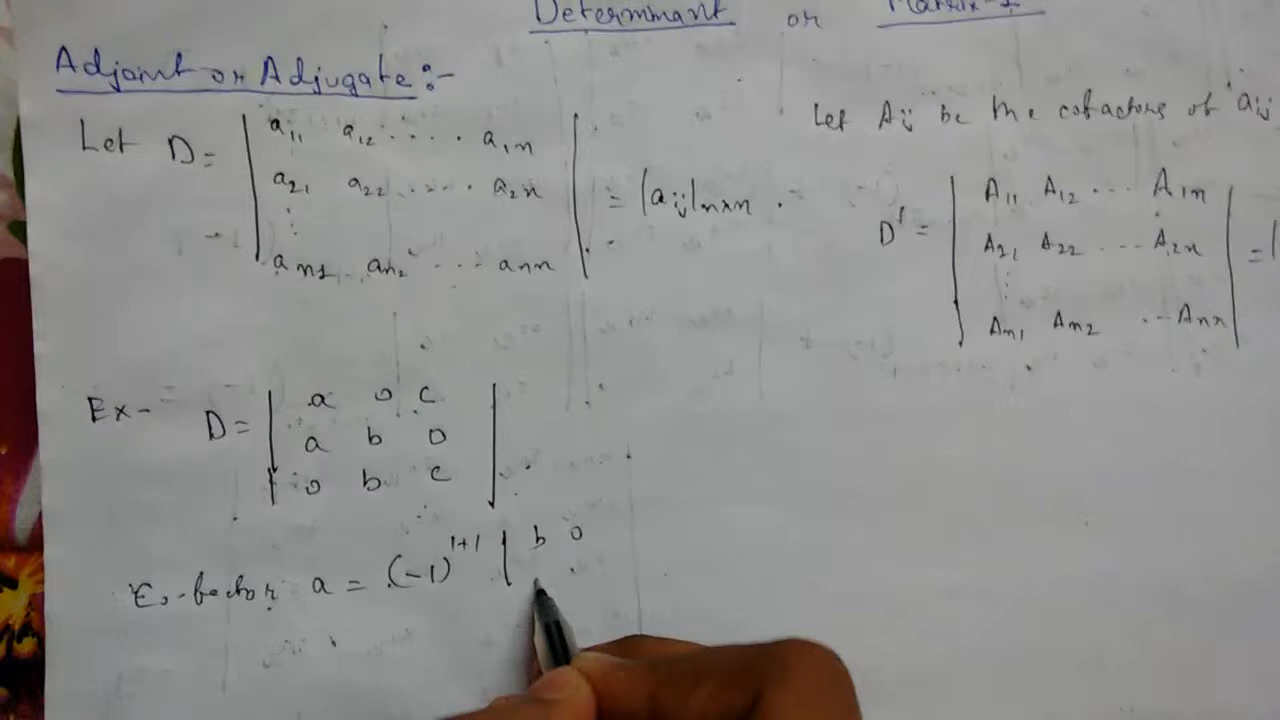 Determinant or Matrix-2
Adjoint or Adjugate:-
Let D = | a11 a12 .... a1n |
| a21 a22 .... a2n | = |aij|n×n .
⋮
| an1 an2 ... ann |
Let Aij be the cofactors of aij
D' = | A11 A12 ... A1n |
| A21 A22 ... A2n | = |
⋮
| An1 An2 ... Ann |
Ex- D = | a 0 c |
| a b 0 |
| 0 b c |
Co-factor a = (-1)^1+1 | b 0